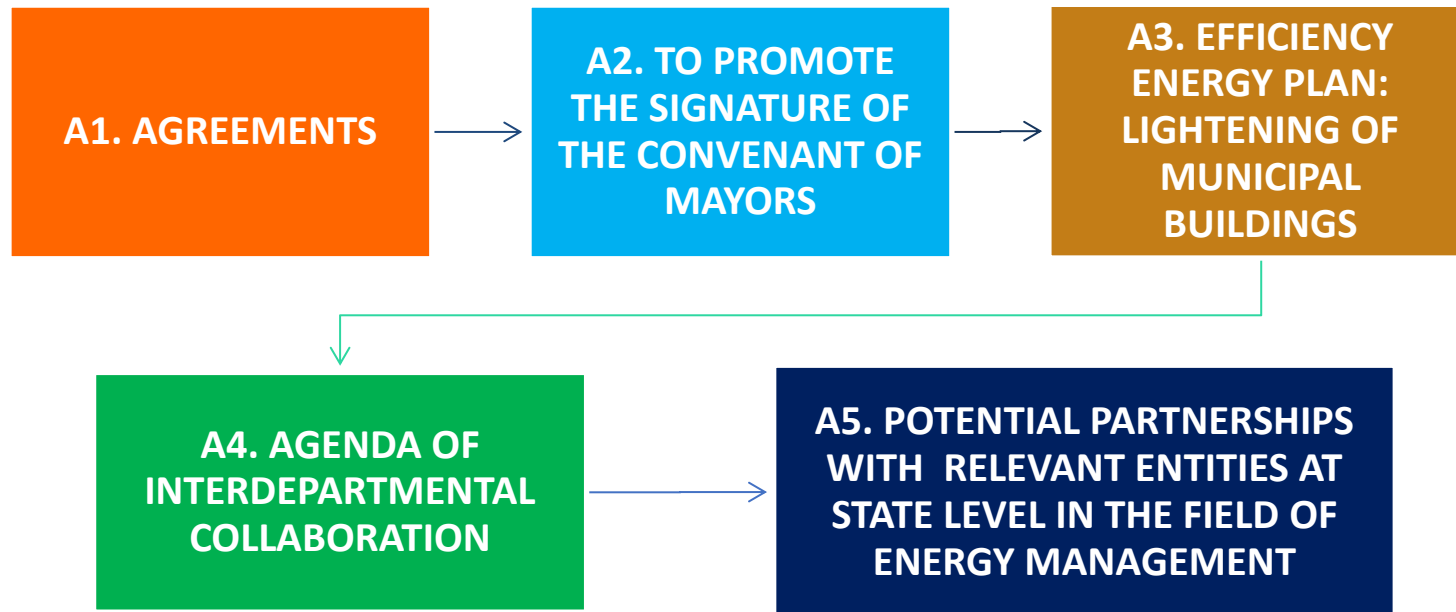 A1. AGREEMENTS
A2. TO PROMOTE
THE SIGNATURE OF
THE CONVENANT OF
MAYORS
A3. EFFICIENCY
ENERGY PLAN:
LIGHTENING OF
MUNICIPAL
BUILDINGS
A4. AGENDA OF
INTERDEPARTMENTAL
COLLABORATION
A5. POTENTIAL PARTNERSHIPS
WITH RELEVANT ENTITIES AT
STATE LEVEL IN THE FIELD OF
ENERGY MANAGEMENT